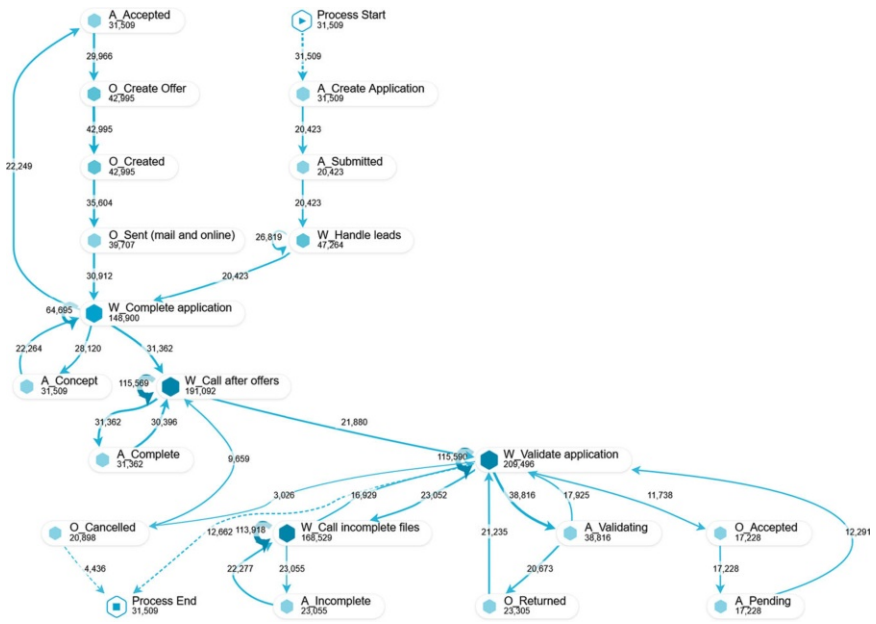 A_Accepted
31,509
Process Start
31,509
29,966
31,509
O_Create Offer
42,995
A_Create Application
31,509
42,995
20,423
22,249
O_Created
42,995
A_Submitted
20,423
35,604
20,423
O_Sent (mail and online)
39,707
26,819
W_Handle leads
47,264
30,912
20,423
64,695
W_Complete application
148,900
22,264
28,120
31,362
A_Concept
31,509
115,569
W_Call after offers
191,092
31,362
30,396
21,880
A_Complete
31,362
9,659
115,590
W_Validate application
209,496
3,026
16,929
23,052
38,816
17,925
11,738
O_Cancelled
20,898
12,662
113,918
W_Call incomplete files
168,529
21,235
A_Validating
38,816
O_Accepted
17,228
12,291
4,436
22,277
23,055
20,673
17,228
Process End
31,509
A_Incomplete
23,055
O_Returned
23,305
A_Pending
17,228